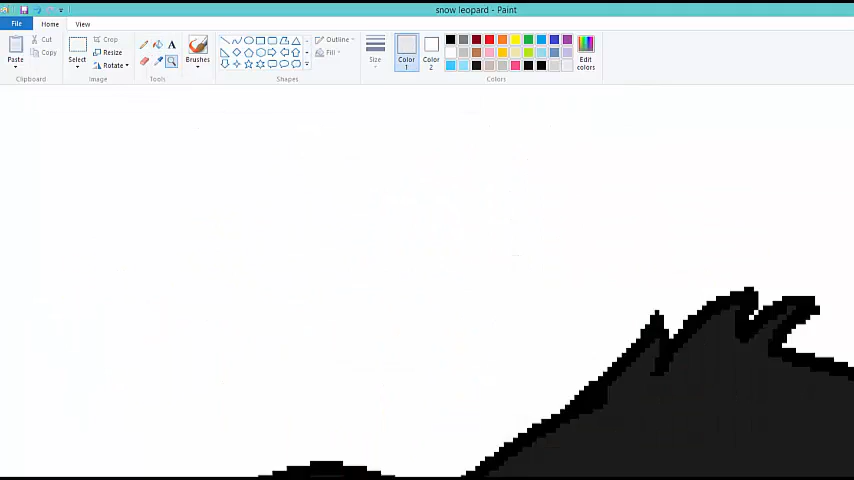 snow leopard - Paint
File Home View
Paste
Cut
Copy
Clipboard
Select
Crop
Resize
Rotate
Image
A
Tools
Brushes
Outline
Fill
Shapes
Size
Color
1
Color
2
Edit
colors
Colors